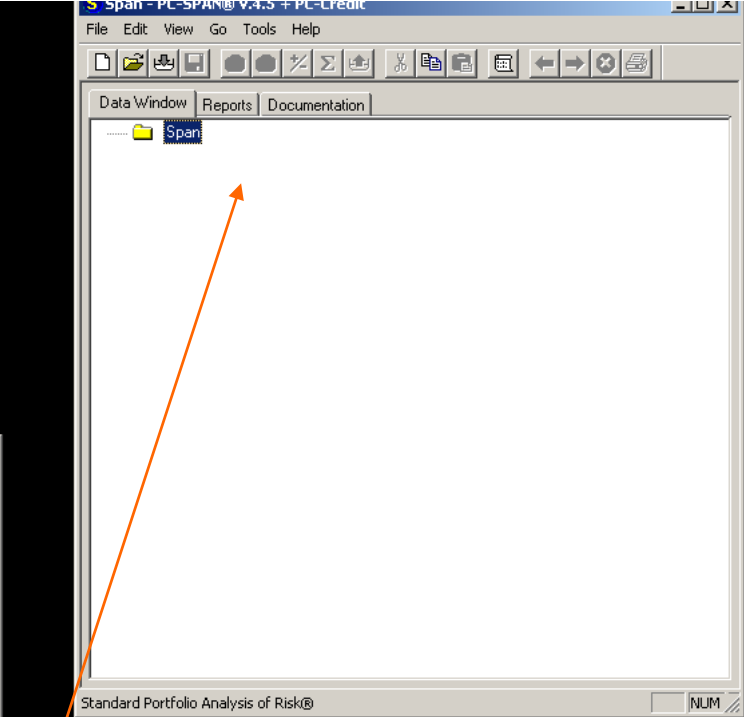 Span - PC-SPAN® v.4.5 + PC-Credit
File Edit View Go Tools Help
Data Window Reports Documentation
Span
Standard Portfolio Analysis of Risk®
NUM